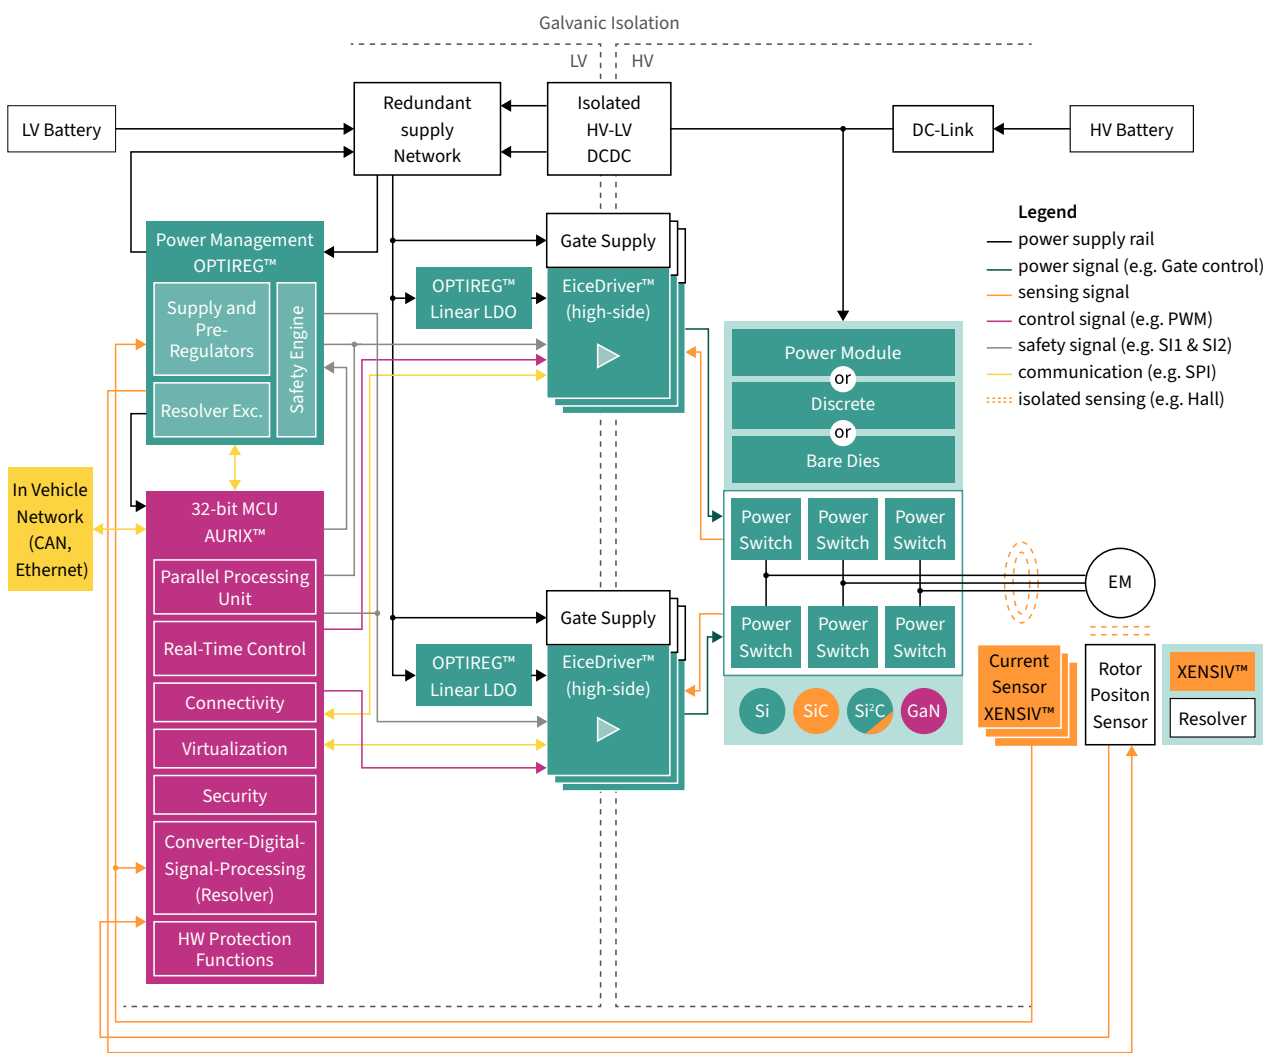 Galvanic Isolation
LV
HV
LV Battery
Redundant
supply
Network
Isolated
HV-LV
DCDC
DC-Link
HV Battery
Legend
power supply rail
power signal (e.g. Gate control)
sensing signal
control signal (e.g. PWM)
safety signal (e.g. SI1 & SI2)
communication (e.g. SPI)
isolated sensing (e.g. Hall)
Power Management
OPTIREG™
Supply and
Pre-
Regulators
Resolver Exc.
Safety Engine
Gate Supply
OPTIREG™
Linear LDO
EiceDriver™
(high-side)
Power Module
or
Discrete
or
Bare Dies
In Vehicle
Network
(CAN,
Ethernet)
32-bit MCU
AURIX™
Parallel Processing
Unit
Real-Time Control
Connectivity
Virtualization
Security
Converter-Digital-
Signal-Processing
(Resolver)
HW Protection
Functions
Power
Switch
Power
Switch
Power
Switch
Power
Switch
Power
Switch
Power
Switch
Gate Supply
OPTIREG™
Linear LDO
EiceDriver™
(high-side)
Si
SiC
Si²C
GaN
EM
Current
Sensor
XENSIV™
Rotor
Positon
Sensor
XENSIV™
Resolver